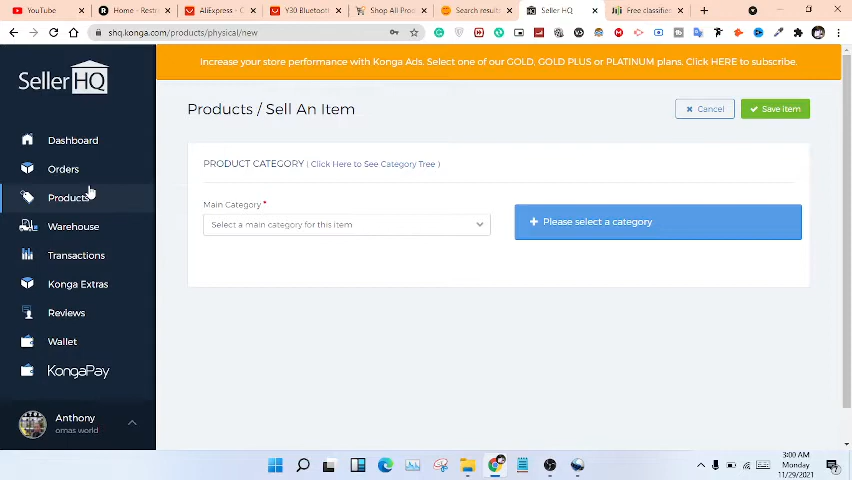 YouTube
Home - Restr
AliExpress - C
Y30 Bluetooth
Shop All Prod
Search results
Seller HQ
Free classifie
shq.konga.com/products/physical/new
Increase your store performance with Konga Ads. Select one of our GOLD, GOLD PLUS or PLATINUM plans. Click HERE to subscribe.
SellerHQ
Products / Sell An Item
Cancel
Save item
Dashboard
Orders
Products
Warehouse
Transactions
Konga Extras
Reviews
Wallet
KongaPay
Anthony
omas world
PRODUCT CATEGORY ( Click Here to See Category Tree )
Main Category *
Select a main category for this item
+ Please select a category
3:00 AM
Monday
11/29/2021